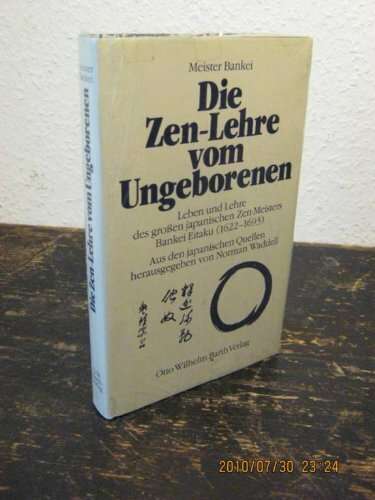 Meister Bankei
Die
Zen-Lehre
vom
Ungeborenen
Leben und Lehre
des großen japanischen Zen-Meisters
Bankei Eitaku (1622–1693)
Aus den japanischen Quellen
herausgegeben von Norman Waddell
Otto Wilhelm Barth Verlag
Meister
Bankei
Die Zen-Lehre vom Ungeborenen
2010/07/30 23:24